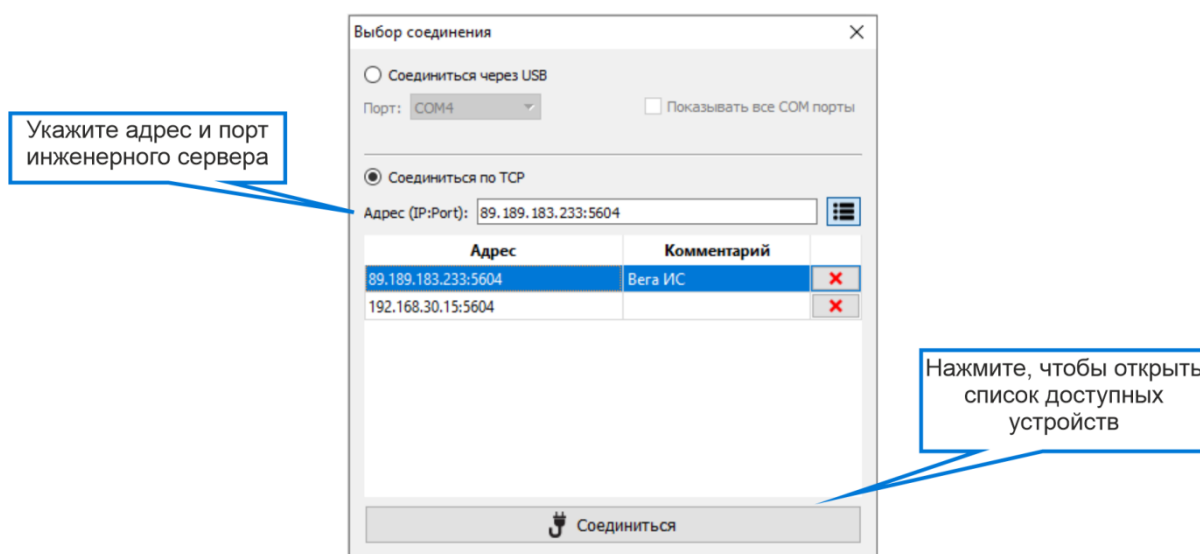 Выбор соединения
Соединиться через USB
Порт: COM4
Показывать все COM порты
Укажите адрес и порт
инженерного сервера
Соединиться по TCP
Адрес (IP:Port): 89.189.183.233:5604
Адрес Комментарий
89.189.183.233:5604 Вега ИС
192.168.30.15:5604
Нажмите, чтобы открыть
список доступных
устройств
Соединиться